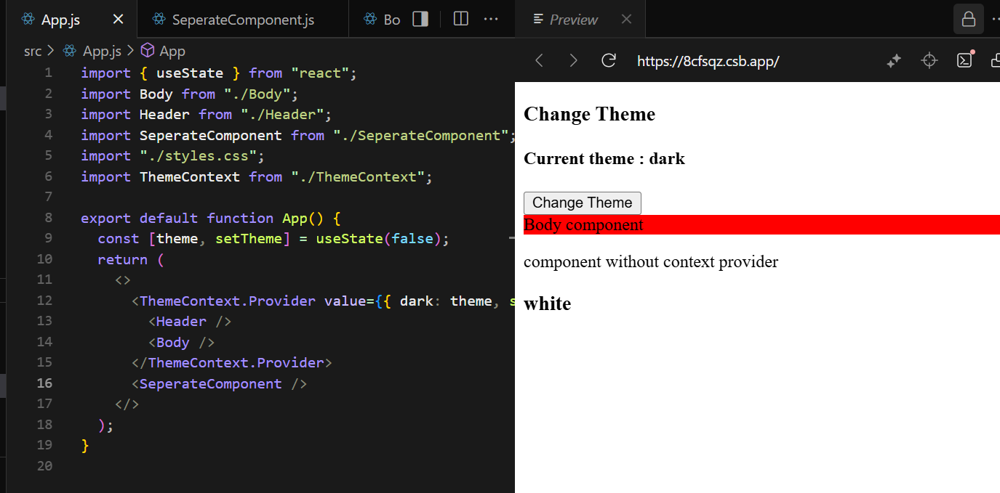 App.js
SeperateComponent.js
Bo
Preview
src > App.js > App
https://8cfsqz.csb.app/
1 import { useState } from "react";
2 import Body from "./Body";
3 import Header from "./Header";
4 import SeperateComponent from "./SeperateComponent";
5 import "./styles.css";
6 import ThemeContext from "./ThemeContext";
7
8 export default function App() {
9 const [theme, setTheme] = useState(false);
10 return (
11 <>
12 <ThemeContext.Provider value={{ dark: theme, s
13 <Header />
14 <Body />
15 </ThemeContext.Provider>
16 <SeperateComponent />
17 </>
18 );
19 }
20
Change Theme
Current theme : dark
Change Theme
Body component
component without context provider
white